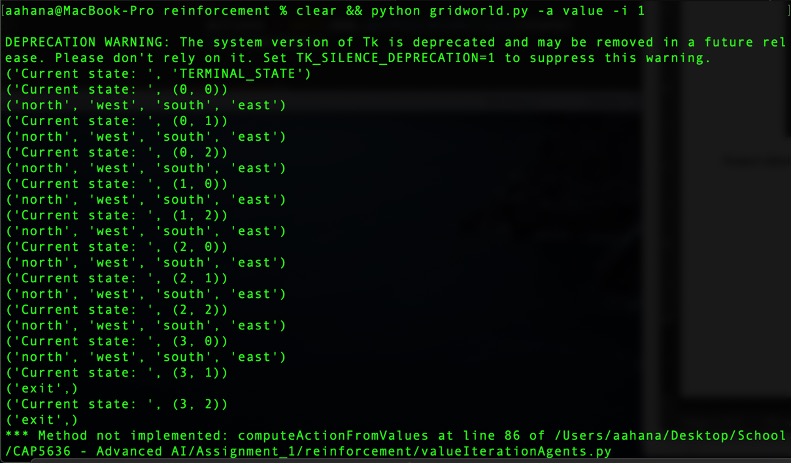 [aahana@MacBook-Pro reinforcement % clear && python gridworld.py -a value -i 1 ]
DEPRECATION WARNING: The system version of Tk is deprecated and may be removed in a future rel
ease. Please don't rely on it. Set TK_SILENCE_DEPRECATION=1 to suppress this warning.
('Current state: ', 'TERMINAL_STATE')
('Current state: ', (0, 0))
('north', 'west', 'south', 'east')
('Current state: ', (0, 1))
('north', 'west', 'south', 'east')
('Current state: ', (0, 2))
('north', 'west', 'south', 'east')
('Current state: ', (1, 0))
('north', 'west', 'south', 'east')
('Current state: ', (1, 2))
('north', 'west', 'south', 'east')
('Current state: ', (2, 0))
('north', 'west', 'south', 'east')
('Current state: ', (2, 1))
('north', 'west', 'south', 'east')
('Current state: ', (2, 2))
('north', 'west', 'south', 'east')
('Current state: ', (3, 0))
('north', 'west', 'south', 'east')
('Current state: ', (3, 1))
('exit',)
('Current state: ', (3, 2))
('exit',)
*** Method not implemented: computeActionFromValues at line 86 of /Users/aahana/Desktop/School
/CAP5636 - Advanced AI/Assignment_1/reinforcement/valueIterationAgents.py